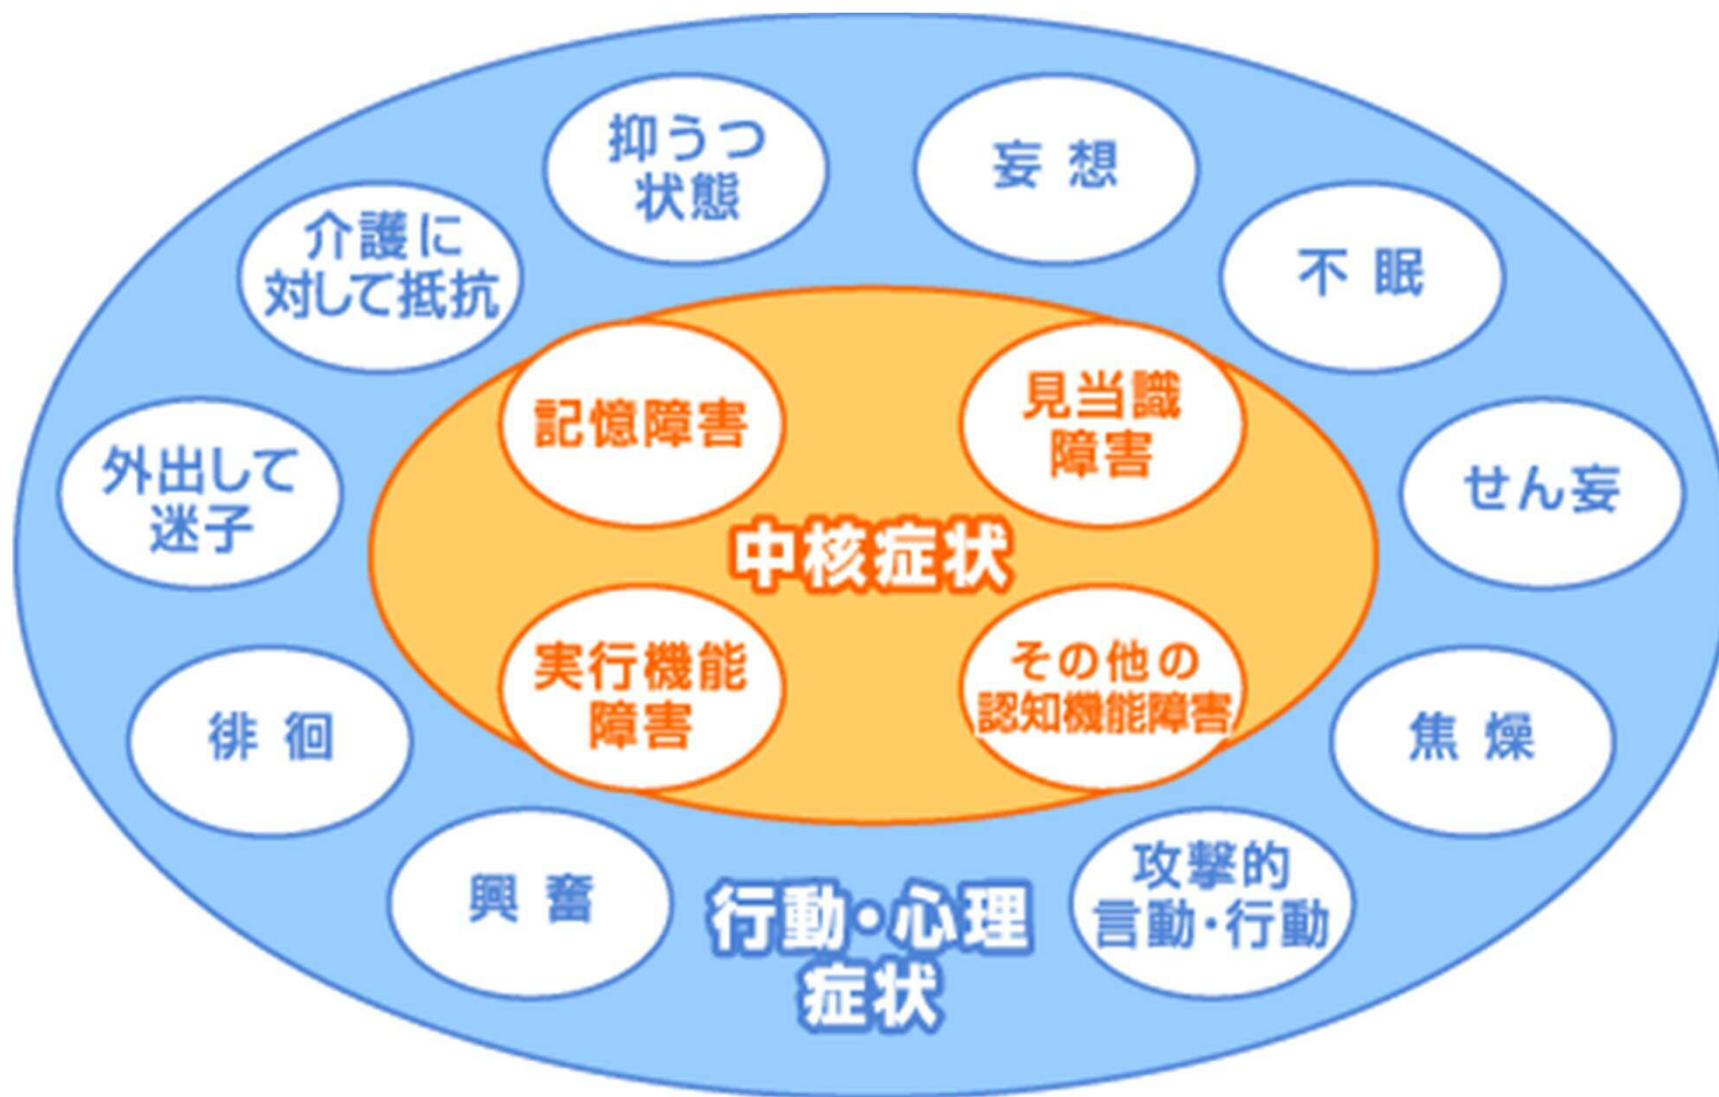 抑うつ
状態
妄想
介護に
対して抵抗
不眠
記憶障害
見当識
障害
外出して
迷子
せん妄
中核症状
実行機能
障害
その他の
認知機能障害
徘徊
焦燥
興奮
行動・心理
症状
攻撃的
言動・行動